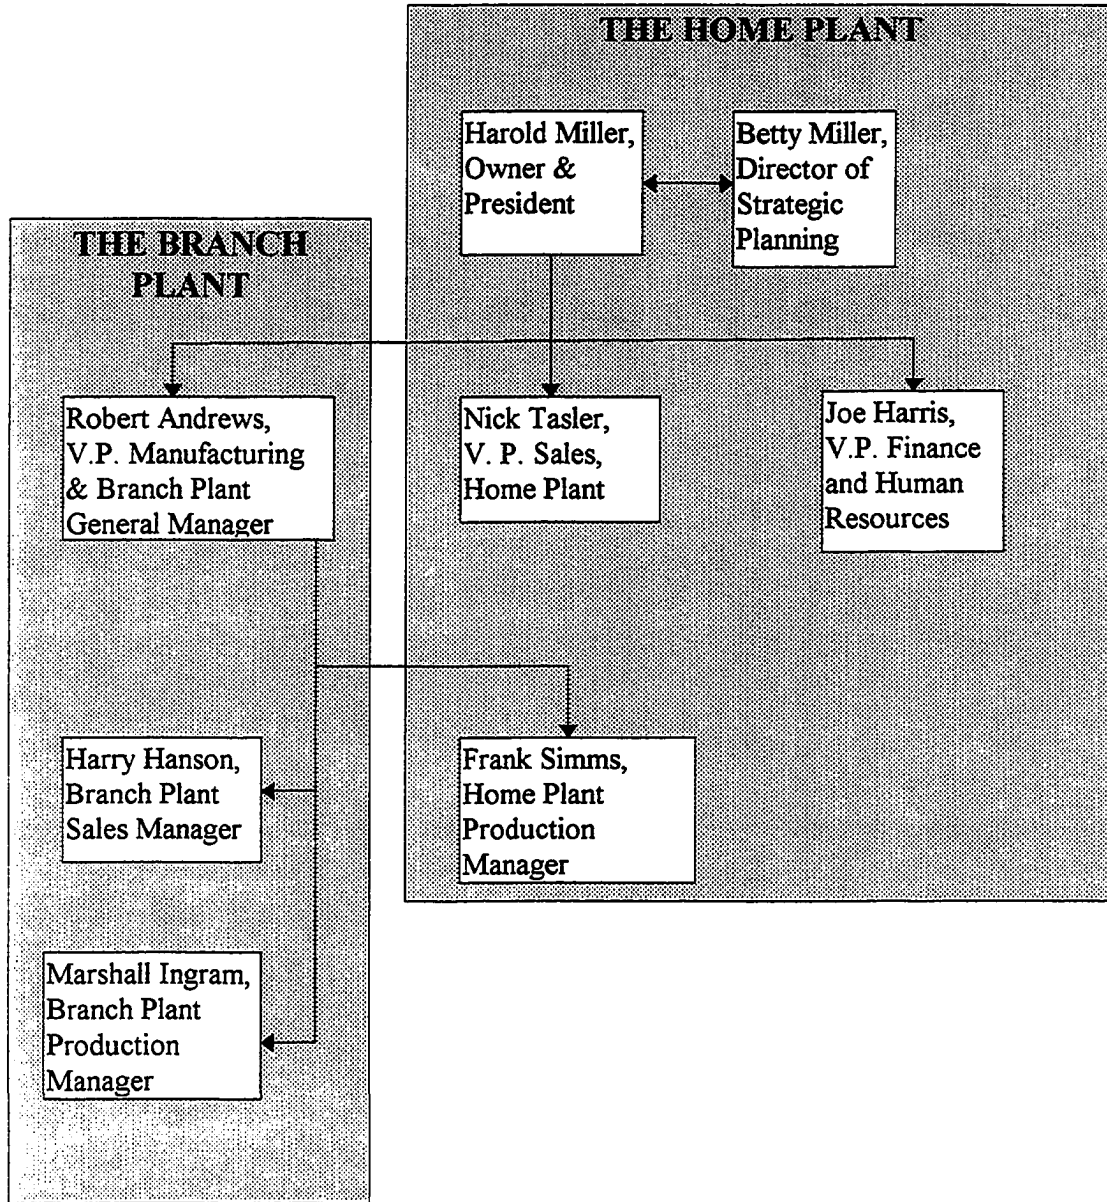 THE HOME PLANT
Harold Miller,
Owner &
President
Betty Miller,
Director of
Strategic
Planning
THE BRANCH
PLANT
Robert Andrews,
V.P. Manufacturing
& Branch Plant
General Manager
Nick Tasler,
V. P. Sales,
Home Plant
Joe Harris,
V.P. Finance
and Human
Resources
Harry Hanson,
Branch Plant
Sales Manager
Frank Simms,
Home Plant
Production
Manager
Marshall Ingram,
Branch Plant
Production
Manager